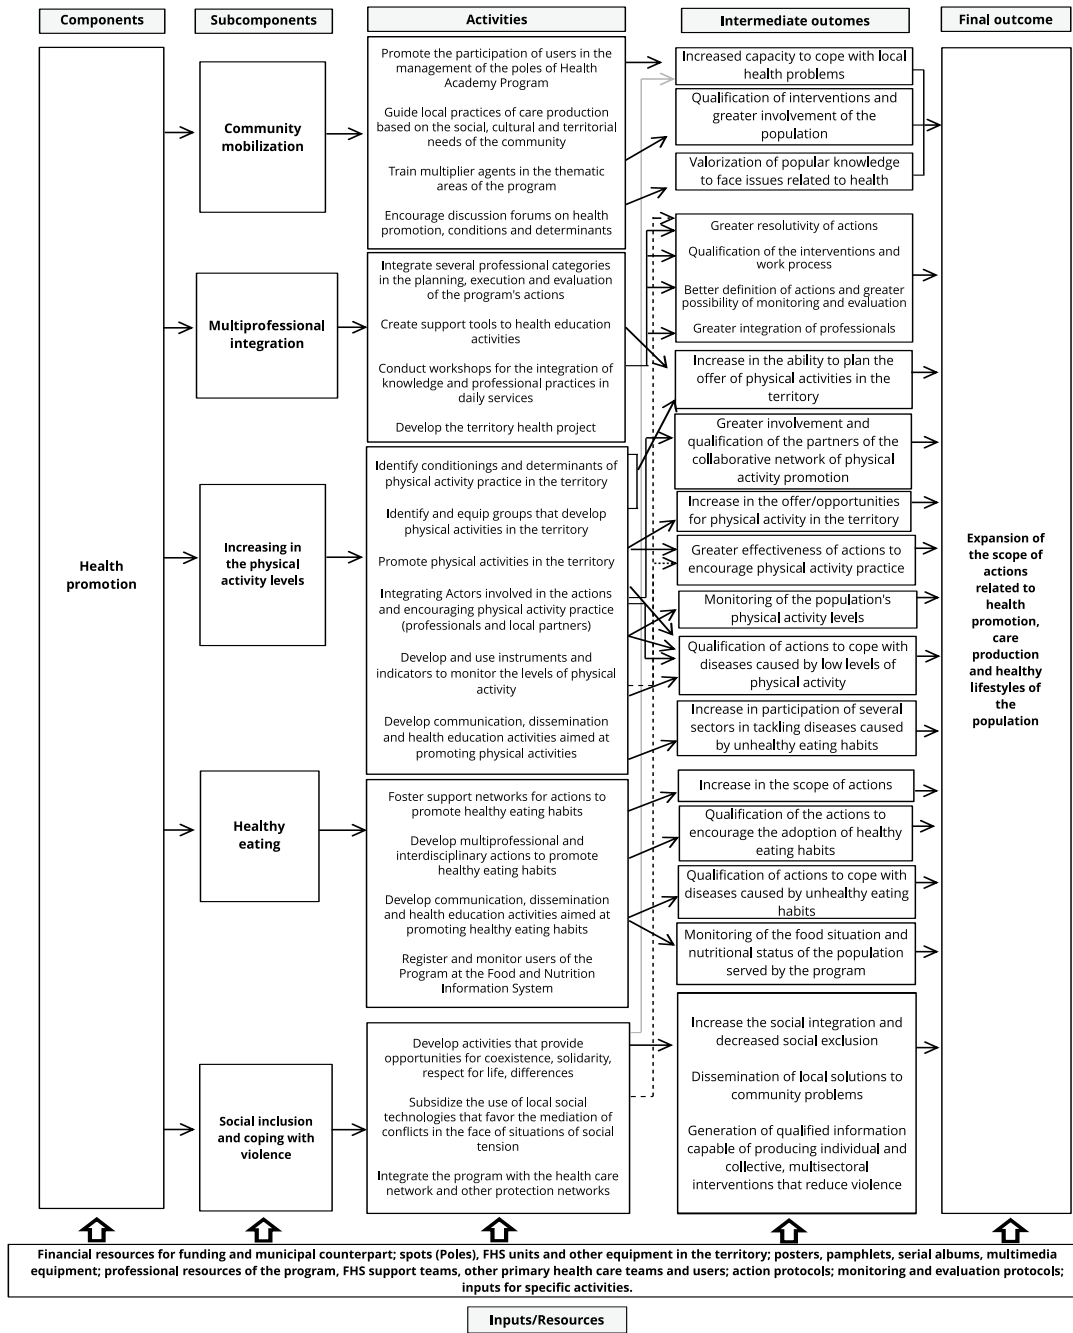 Components
Subcomponents
Activities
Intermediate outcomes
Final outcome
Health
promotion
Community
mobilization
Multiprofessional
integration
Increasing in
the physical
activity levels
Healthy
eating
Social inclusion
and coping with
violence
Promote the participation of users in the
management of the poles of Health
Academy Program
Guide local practices of care production
based on the social, cultural and territorial
needs of the community
Train multiplier agents in the thematic
areas of the program
Encourage discussion forums on health
promotion, conditions and determinants
Integrate several professional categories
in the planning, execution and evaluation
of the program's actions
Create support tools to health education
activities
Conduct workshops for the integration of
knowledge and professional practices in
daily services
Develop the territory health project
Identify conditionings and determinants of
physical activity practice in the territory
Identify and equip groups that develop
physical activities in the territory
Promote physical activities in the territory
Integrating Actors involved in the actions
and encouraging physical activity practice
(professionals and local partners)
Develop and use instruments and
indicators to monitor the levels of physical
activity
Develop communication, dissemination
and health education activities aimed at
promoting physical activities
Foster support networks for actions to
promote healthy eating habits
Develop multiprofessional and
interdisciplinary actions to promote
healthy eating habits
Develop communication, dissemination
and health education activities aimed at
promoting healthy eating habits
Register and monitor users of the
Program at the Food and Nutrition
Information System
Develop activities that provide
opportunities for coexistence, solidarity,
respect for life, differences
Subsidize the use of local social
technologies that favor the mediation of
conflicts in the face of situations of social
tension
Integrate the program with the health care
network and other protection networks
Increased capacity to cope with local
health problems
Qualification of interventions and
greater involvement of the
population
Valorization of popular knowledge
to face issues related to health
Greater resolutivity of actions
Qualification of the interventions and
work process
Better definition of actions and greater
possibility of monitoring and evaluation
Greater integration of professionals
Increase in the ability to plan the
offer of physical activities in the
territory
Greater involvement and
qualification of the partners of the
collaborative network of physical
activity promotion
Increase in the offer/opportunities
for physical activity in the territory
Greater effectiveness of actions to
encourage physical activity practice
Monitoring of the population's
physical activity levels
Qualification of actions to cope with
diseases caused by low levels of
physical activity
Increase in participation of several
sectors in tackling diseases caused
by unhealthy eating habits
Increase in the scope of actions
Qualification of the actions to
encourage the adoption of healthy
eating habits
Qualification of actions to cope with
diseases caused by unhealthy eating
habits
Monitoring of the food situation and
nutritional status of the population
served by the program
Increase the social integration and
decreased social exclusion
Dissemination of local solutions to
community problems
Generation of qualified information
capable of producing individual and
collective, multisectoral
interventions that reduce violence
Expansion of
the scope of
actions
related to
health
promotion,
care
production
and healthy
lifestyles of
the
population
Financial resources for funding and municipal counterpart; spots (Poles), FHS units and other equipment in the territory; posters, pamphlets, serial albums, multimedia
equipment; professional resources of the program, FHS support teams, other primary health care teams and users; action protocols; monitoring and evaluation protocols;
inputs for specific activities.
Inputs/Resources